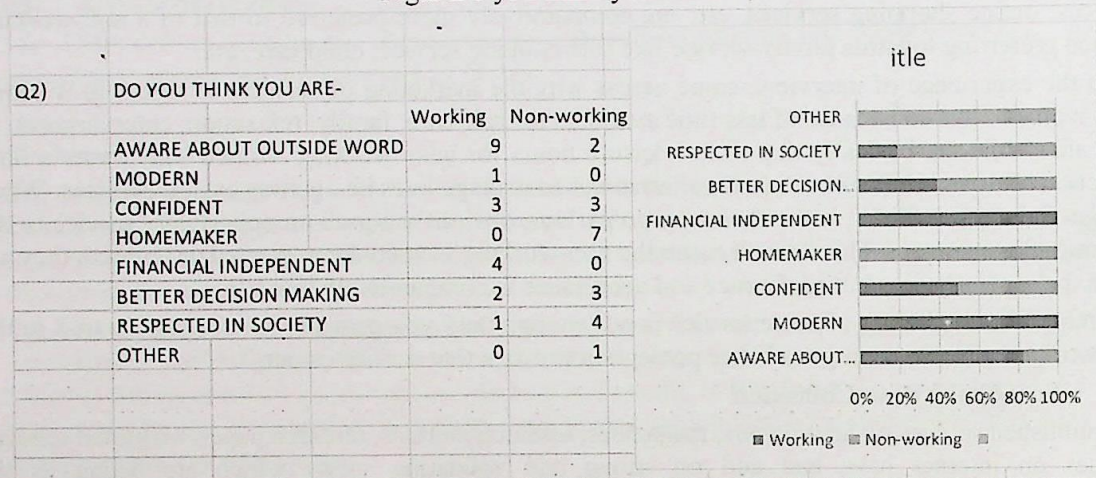 Q2) DO YOU THINK YOU ARE-
Working Non-working
AWARE ABOUT OUTSIDE WORD 9 2
MODERN 1 0
CONFIDENT 3 3
HOMEMAKER 0 7
FINANCIAL INDEPENDENT 4 0
BETTER DECISION MAKING 2 3
RESPECTED IN SOCIETY 1 4
OTHER 0 1
itle
OTHER
RESPECTED IN SOCIETY
BETTER DECISION.
FINANCIAL INDEPENDENT
HOMEMAKER
CONFIDENT
MODERN
AWARE ABOUT...
0% 20% 40% 60% 80% 100%
Working Non-working